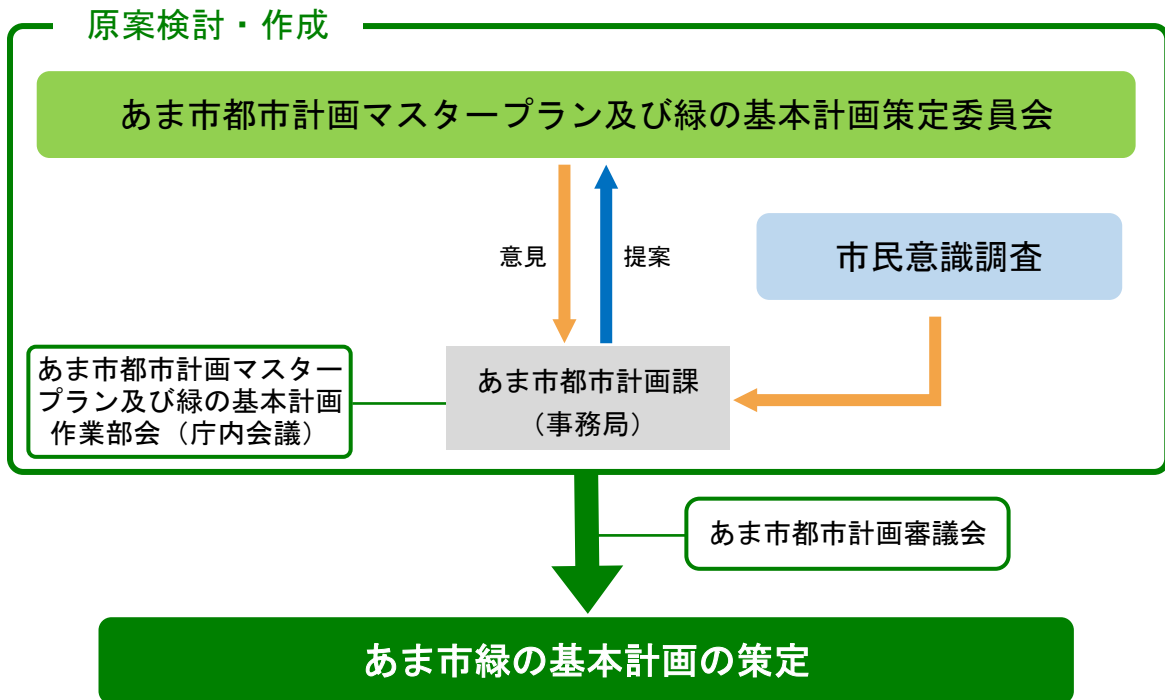 原案検討・作成
あま市都市計画マスタープラン及び緑の基本計画策定委員会
意見
提案
市民意識調査
あま市都市計画マスター
プラン及び緑の基本計画
作業部会（庁内会議）
あま市都市計画課
（事務局）
あま市都市計画審議会
あま市緑の基本計画の策定